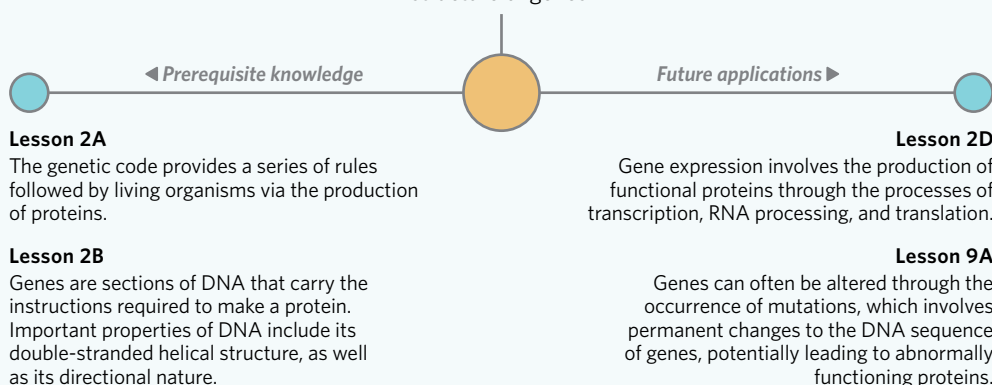 ◀ Prerequisite knowledge
Future applications ▶
Lesson 2A
The genetic code provides a series of rules
followed by living organisms via the production
of proteins.
Lesson 2B
Genes are sections of DNA that carry the
instructions required to make a protein.
Important properties of DNA include its
double-stranded helical structure, as well
as its directional nature.
Lesson 2D
Gene expression involves the production of
functional proteins through the processes of
transcription, RNA processing, and translation.
Lesson 9A
Genes can often be altered through the
occurrence of mutations, which involves
permanent changes to the DNA sequence
of genes, potentially leading to abnormally
functioning proteins.